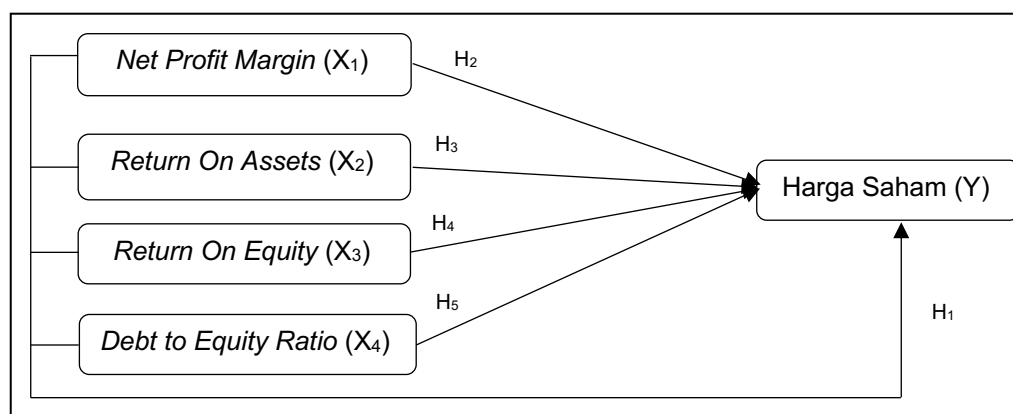 Net Profit Margin (X₁)
H₂
Return On Assets (X₂)
H₃
Harga Saham (Y)
Return On Equity (X₃)
H₄
Debt to Equity Ratio (X₄)
H₅
H₁